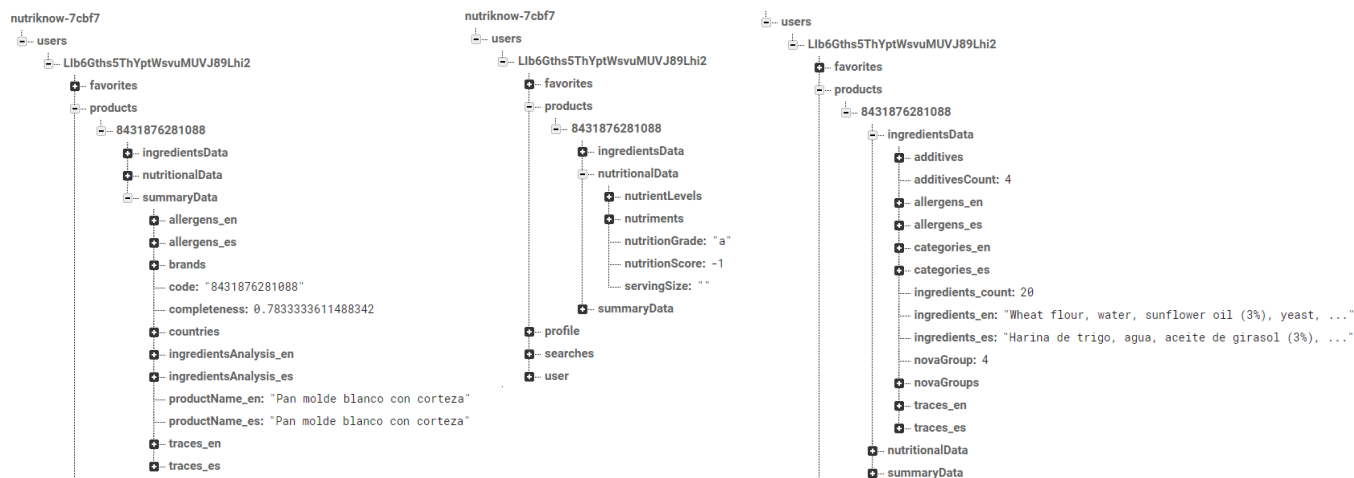 nutriknow-7cbf7
users
LIb6Gths5ThYptWsvuMUVJ89Lhi2
favorites
products
8431876281088
ingredientsData
nutritionalData
summaryData
allergens_en
allergens_es
brands
code: "8431876281088"
completeness: 0.7833333611488342
countries
ingredientsAnalysis_en
ingredientsAnalysis_es
productName_en: "Pan molde blanco con corteza"
productName_es: "Pan molde blanco con corteza"
traces_en
traces_es
nutriknow-7cbf7
users
LIb6Gths5ThYptWsvuMUVJ89Lhi2
favorites
products
8431876281088
ingredientsData
nutritionalData
nutrientLevels
nutriments
nutritionGrade: "a"
nutritionScore: -1
servingSize: ""
summaryData
profile
searches
user
users
LIb6Gths5ThYptWsvuMUVJ89Lhi2
favorites
products
8431876281088
ingredientsData
additives
additivesCount: 4
allergens_en
allergens_es
categories_en
categories_es
ingredients_count: 20
ingredients_en: "Wheat flour, water, sunflower oil (3%), yeast, ..."
ingredients_es: "Harina de trigo, agua, aceite de girasol (3%), ..."
novaGroup: 4
novaGroups
traces_en
traces_es
nutritionalData
summaryData